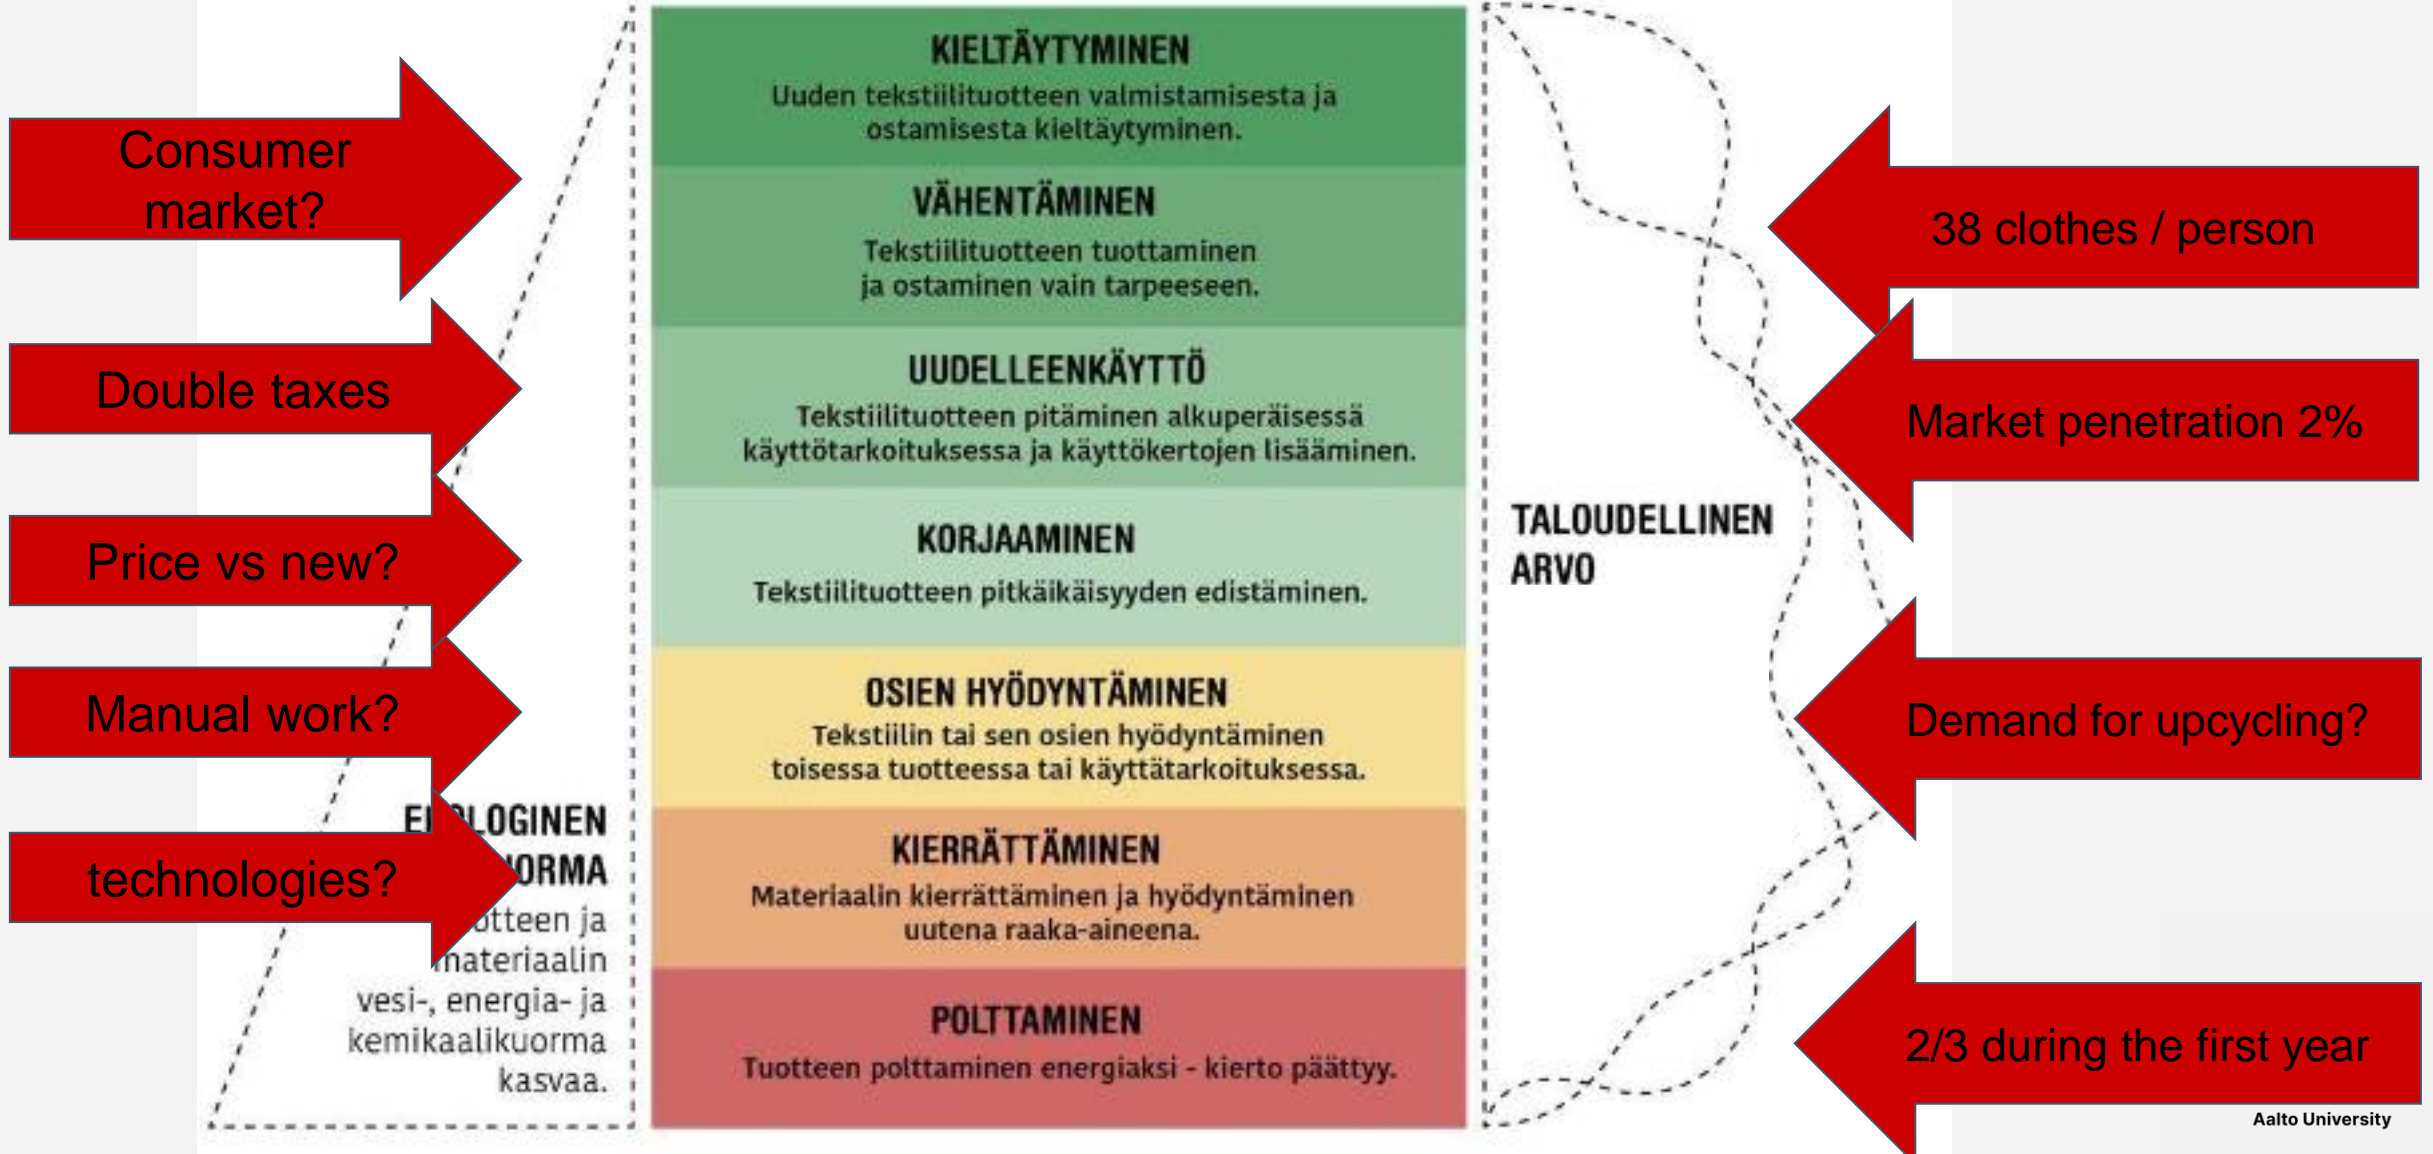 KIELTÄYTYMINEN
Uuden tekstiilituotteen valmistamisesta ja
ostamisesta kieltäytyminen.
VÄHENTÄMINEN
Tekstiilituotteen tuottaminen
ja ostaminen vain tarpeeseen.
UUDELLEENKÄYTTÖ
Tekstiilituotteen pitäminen alkuperäisessä
käyttötarkoituksessa ja käyttökertojen lisääminen.
KORJAAMINEN
Tekstiilituotteen pitkäikäisyyden edistäminen.
OSIEN HYÖDYNTÄMINEN
Tekstiilin tai sen osien hyödyntäminen
toisessa tuotteessa tai käyttätarkoituksessa.
KIERRÄTTÄMINEN
Materiaalin kierrättäminen ja hyödyntäminen
uutena raaka-aineena.
POLTTAMINEN
Tuotteen polttaminen energiaksi - kierto päättyy.
Consumer
market?
Double taxes
Price vs new?
Manual work?
technologies?
ja
materiaalin
vesi-, energia- ja
kemikaalikuorma
kasvaa.
TALOUDELLINEN
ARVO
38 clothes / person
Market penetration 2%
Demand for upcycling?
2/3 during the first year
Aalto University